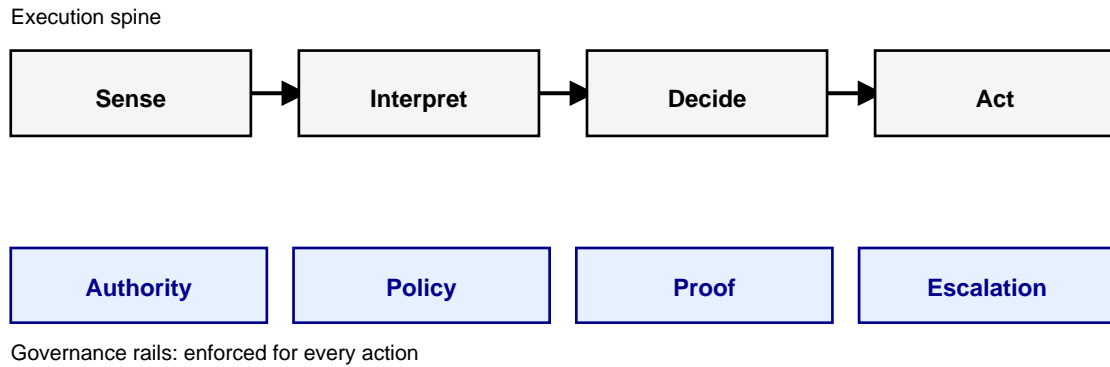 Execution spine
Sense Interpret Decide Act
Authority Policy Proof Escalation
Governance rails: enforced for every action